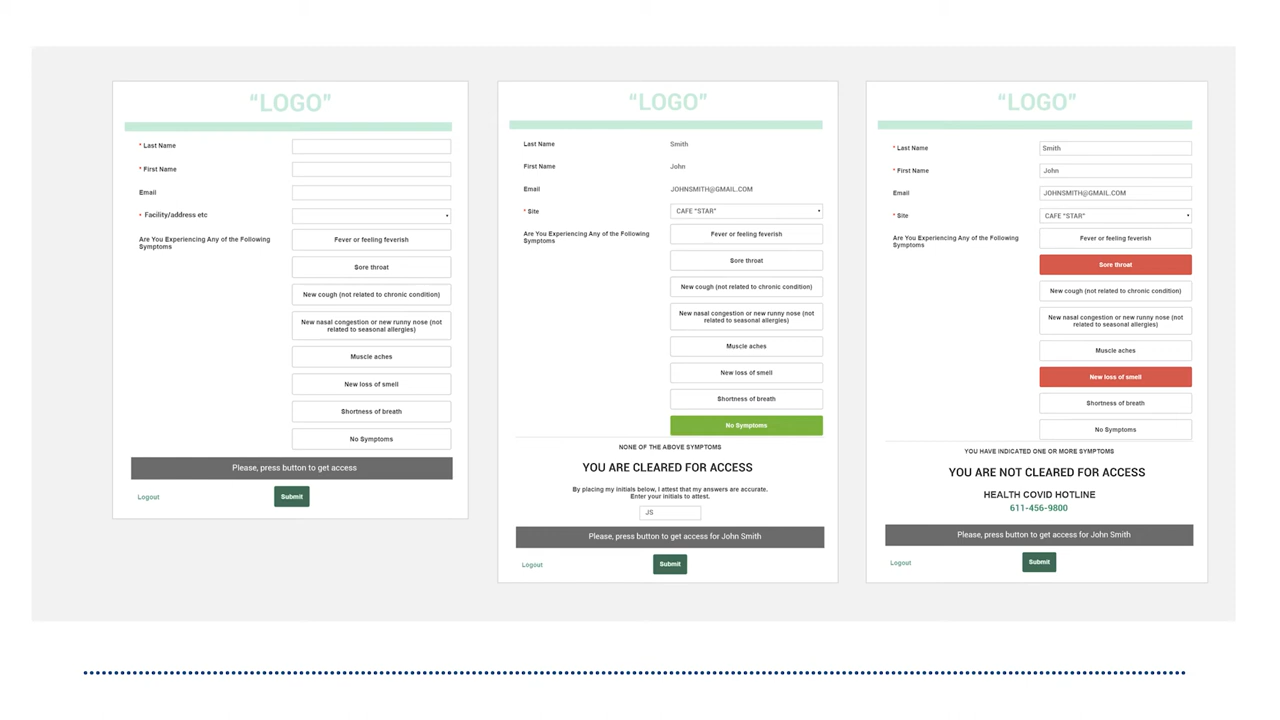 “LOGO”
* Last Name
* First Name
Email
* Facility/address etc
Are You Experiencing Any of the Following
Symptoms
Fever or feeling feverish
Sore throat
New cough (not related to chronic condition)
New nasal congestion or new runny nose (not
related to seasonal allergies)
Muscle aches
New loss of smell
Shortness of breath
No Symptoms
Please, press button to get access
Logout
Submit
“LOGO”
Last Name
Smith
First Name
John
Email
JOHNSMITH@GMAIL.COM
* Site
CAFE "STAR"
Are You Experiencing Any of the Following
Symptoms
Fever or feeling feverish
Sore throat
New cough (not related to chronic condition)
New nasal congestion or new runny nose (not
related to seasonal allergies)
Muscle aches
New loss of smell
Shortness of breath
No Symptoms
NONE OF THE ABOVE SYMPTOMS
YOU ARE CLEARED FOR ACCESS
By placing my initials below, I attest that my answers are accurate.
Enter your initials to attest.
JS
Please, press button to get access for John Smith
Logout
Submit
“LOGO”
* Last Name
Smith
* First Name
John
Email
JOHNSMITH@GMAIL.COM
* Site
CAFE "STAR"
Are You Experiencing Any of the Following
Symptoms
Fever or feeling feverish
Sore throat
New cough (not related to chronic condition)
New nasal congestion or new runny nose (not
related to seasonal allergies)
Muscle aches
New loss of smell
Shortness of breath
No Symptoms
YOU HAVE INDICATED ONE OR MORE SYMPTOMS
YOU ARE NOT CLEARED FOR ACCESS
HEALTH COVID HOTLINE
611-456-9800
Please, press button to get access for John Smith
Logout
Submit